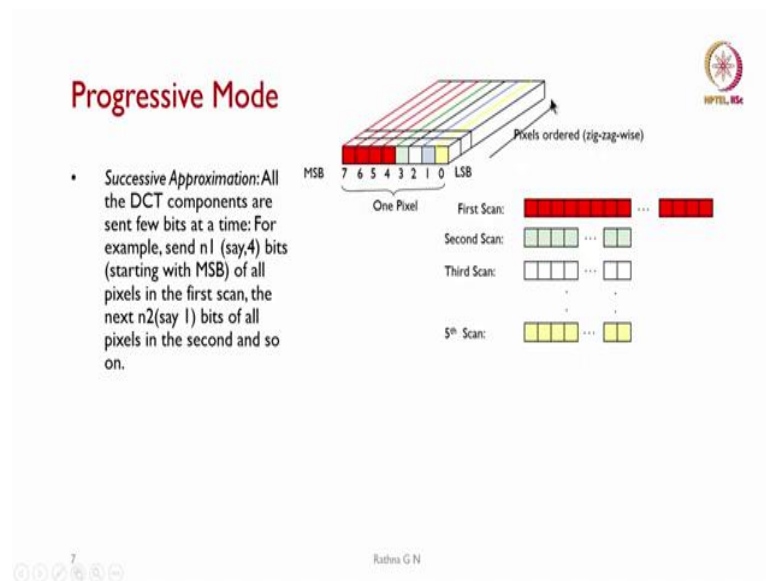 Progressive Mode
NPTEL, IISc
• Successive Approximation: All
the DCT components are
sent few bits at a time: For
example, send n1 (say,4) bits
(starting with MSB) of all
pixels in the first scan, the
next n2(say 1) bits of all
pixels in the second and so
on.
Pixels ordered (zig-zag-wise)
MSB 7 6 5 4 3 2 1 0 LSB
One Pixel
First Scan: ...
Second Scan: ...
Third Scan: ...
5th Scan: ...
7
Rathna G N